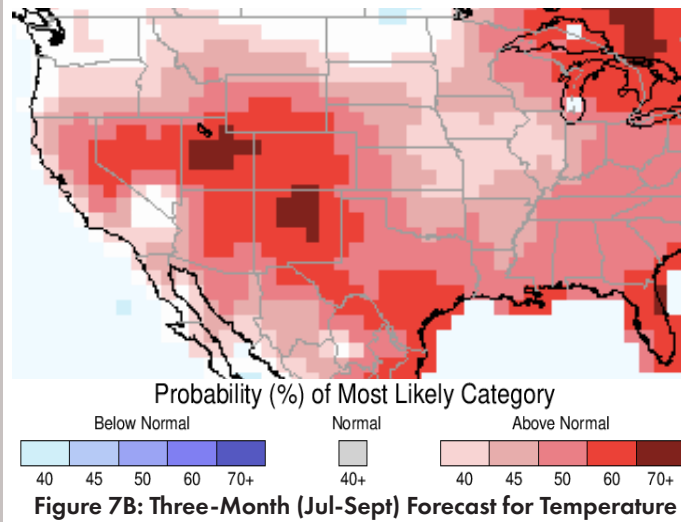 Probability (%) of Most Likely Category
Below Normal Normal Above Normal
40 45 50 60 70+ 40+ 40 45 50 60 70+
Figure 7B: Three-Month (Jul-Sept) Forecast for Temperature